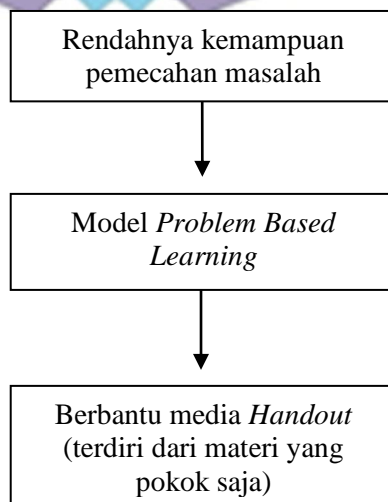 Rendahnya kemampuan
pemecahan masalah
Model Problem Based
Learning
Berbantu media Handout
(terdiri dari materi yang
pokok saja)